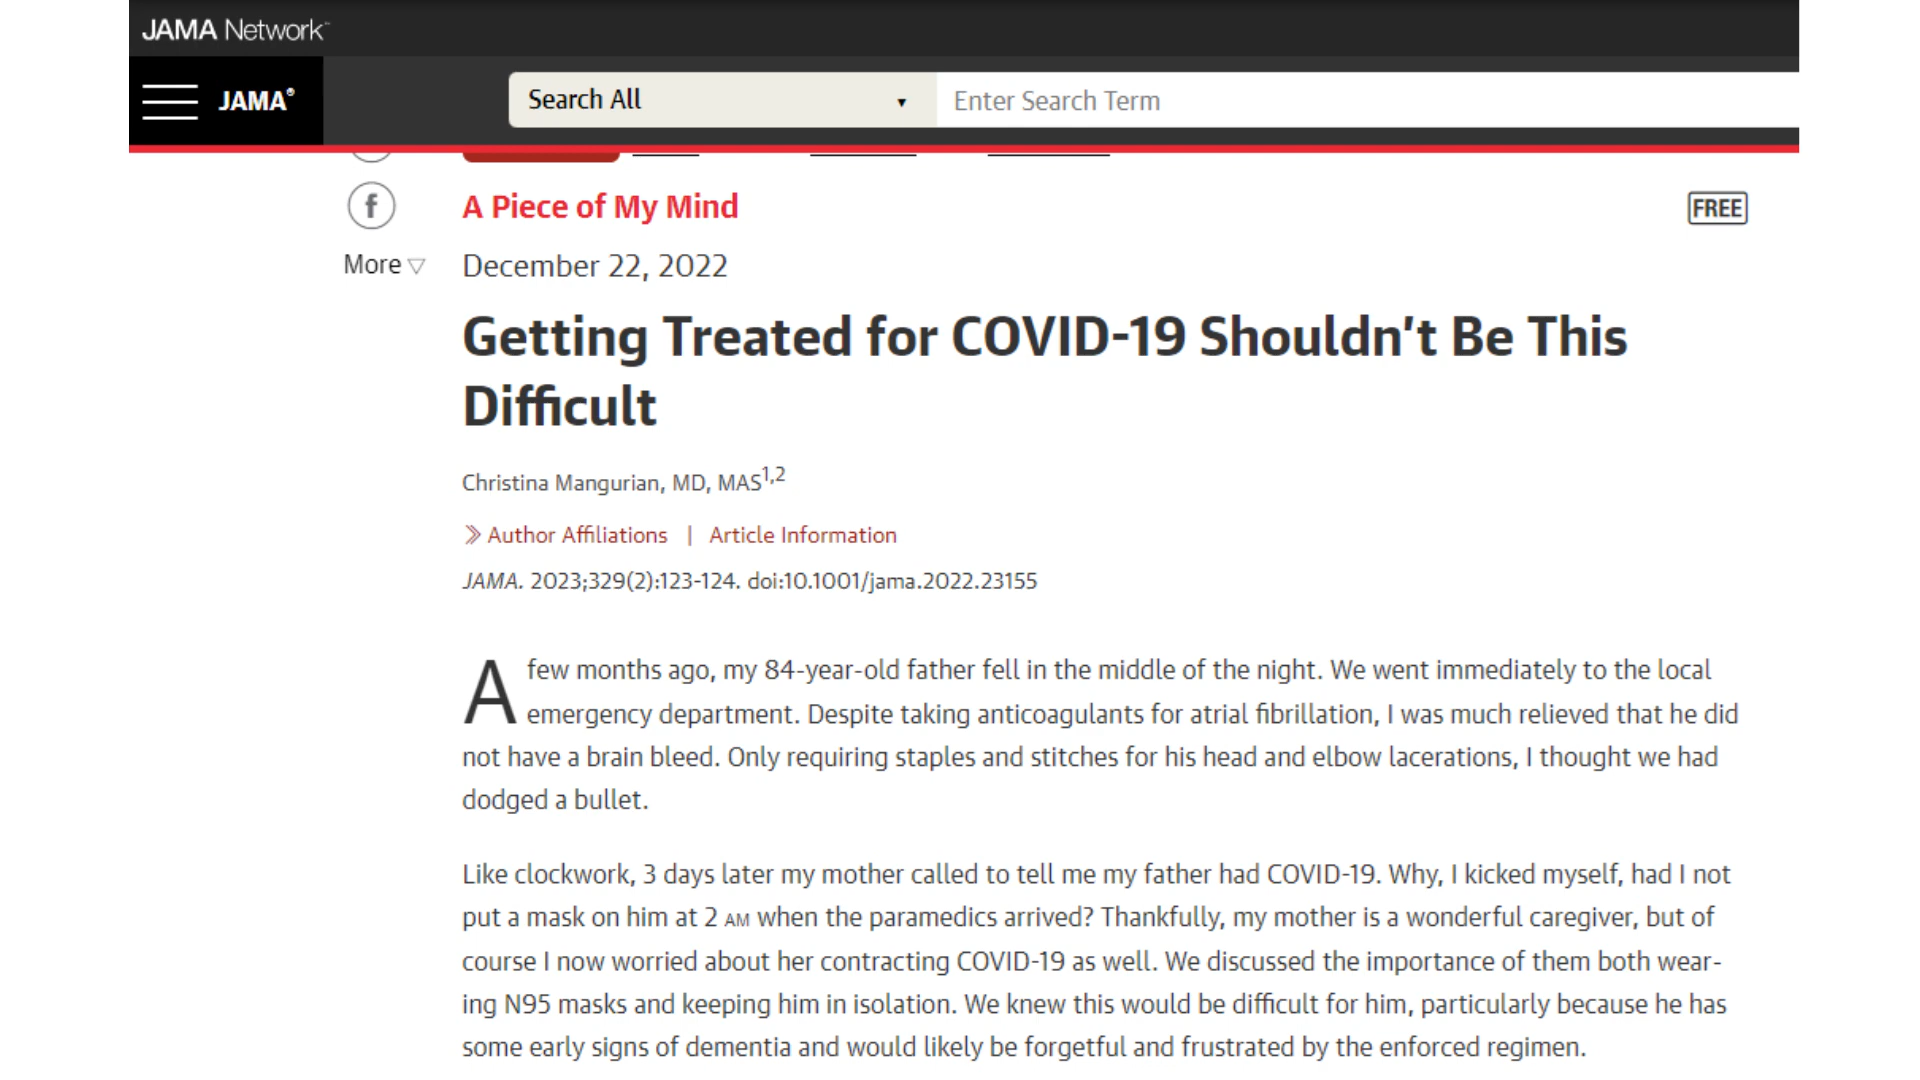 JAMA Network™
JAMA®
Search All ▾
Enter Search Term
f
A Piece of My Mind
FREE
More ▽
December 22, 2022
Getting Treated for COVID-19 Shouldn’t Be This
Difficult
Christina Mangurian, MD, MAS1,2
Author Affiliations | Article Information
JAMA. 2023;329(2):123-124. doi:10.1001/jama.2022.23155
A few months ago, my 84-year-old father fell in the middle of the night. We went immediately to the local
emergency department. Despite taking anticoagulants for atrial fibrillation, I was much relieved that he did
not have a brain bleed. Only requiring staples and stitches for his head and elbow lacerations, I thought we had
dodged a bullet.
Like clockwork, 3 days later my mother called to tell me my father had COVID-19. Why, I kicked myself, had I not
put a mask on him at 2 AM when the paramedics arrived? Thankfully, my mother is a wonderful caregiver, but of
course I now worried about her contracting COVID-19 as well. We discussed the importance of them both wear-
ing N95 masks and keeping him in isolation. We knew this would be difficult for him, particularly because he has
some early signs of dementia and would likely be forgetful and frustrated by the enforced regimen.